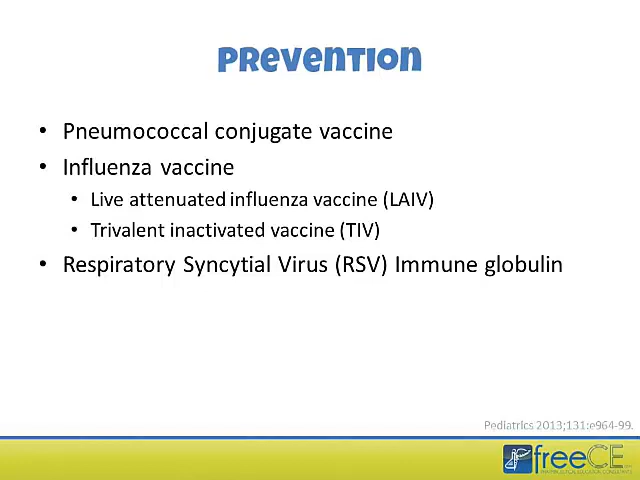 PREVENTION
• Pneumococcal conjugate vaccine
• Influenza vaccine
• Live attenuated influenza vaccine (LAIV)
• Trivalent inactivated vaccine (TIV)
• Respiratory Syncytial Virus (RSV) Immune globulin
Pediatrics 2013;131:e964-99.
freeCE